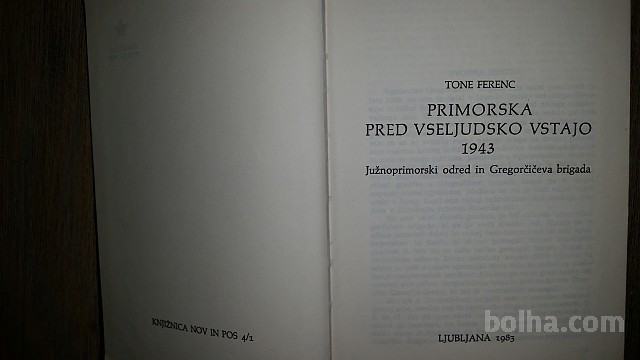 KNJIŽNICA NOV IN POS 4/1
TONE FERENC
PRIMORSKA
PRED VSELJUDSKO VSTAJO
1943
Južnoprimorski odred in Gregorčičeva brigada
LJUBLJANA 1983
bolha.com